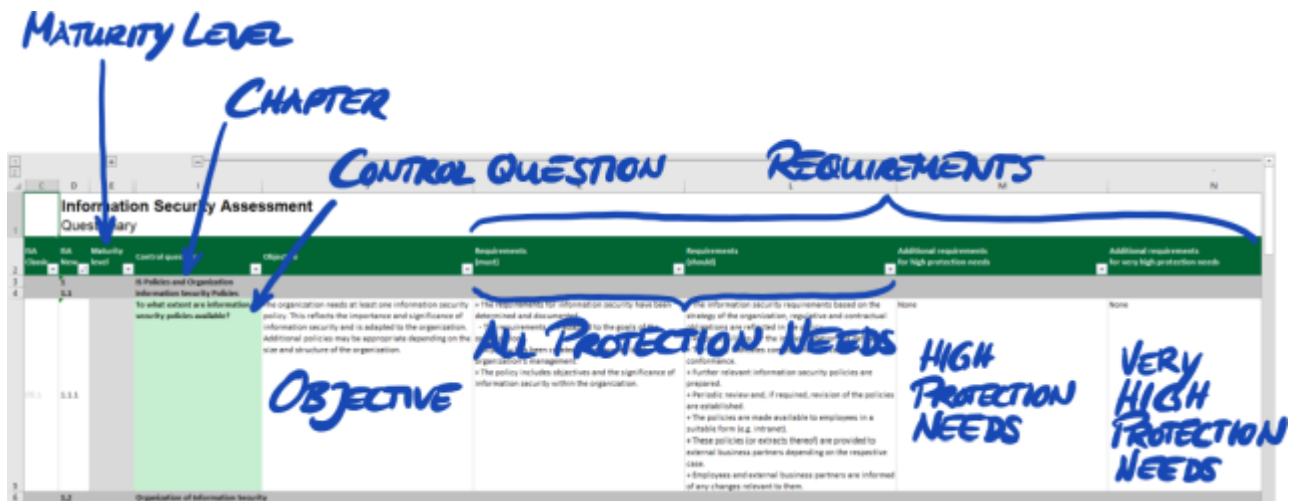 MATURITY LEVEL
CHAPTER
CONTROL QUESTION
REQUIREMENTS
C D E I K L M N
Information Security Assessment
1
2 ISA ISA New Maturity level Control Objective Requirements (must) Requirements (should) Additional requirements for high protection needs Additional requirements for very high protection needs
3 1 IS Policies and Organization
4 1.1 Information Security Policies
To what extent are information security policies available?
The organization needs at least one information security
policy. This reflects the importance and significance of
information security and is adapted to the organization.
Additional policies may be appropriate depending on the
size and structure of the organization.
+ The requirements for information security have been
determined and documented
organization's management.
+ The policy includes objectives and the significance of
information security within the organization.
the information security requirements based on the
strategy of the organization, regulative and contractual
conformance.
+ Further relevant information security policies are
prepared.
+ Periodic review and, if required, revision of the policies
are established.
+ The policies are made available to employees in a
suitable form (e.g. intranet).
+ These policies (or extracts thereof) are provided to
external business partners depending on the respective
case.
+ Employees and external business partners are informed
of any changes relevant to them.
None
None
ALL PROTECTION NEEDS
OBJECTIVE
HIGH
PROTECTION
NEEDS
VERY
HIGH
PROTECTION
NEEDS
1.1.1
5
6 1.2 Organization of Information Security